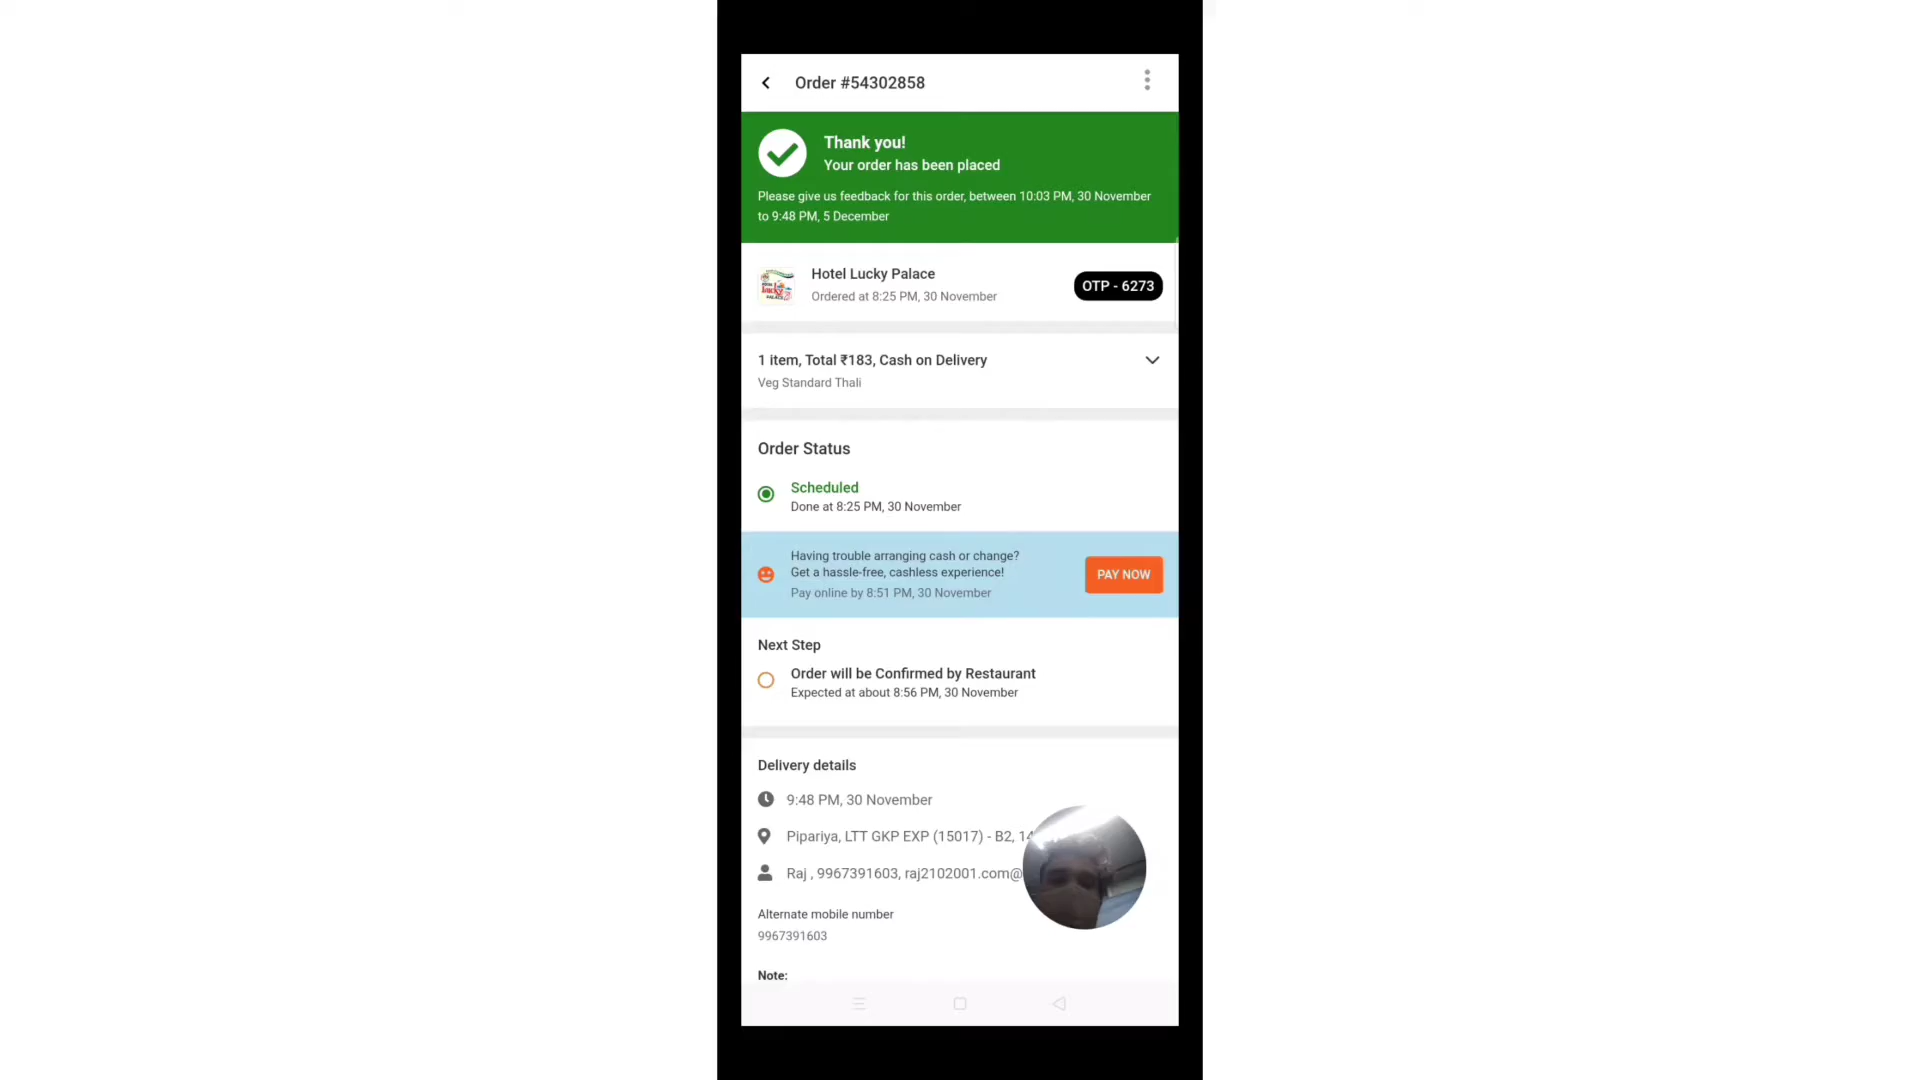 Order #54302858
Thank you!
Your order has been placed
Please give us feedback for this order, between 10:03 PM, 30 November
to 9:48 PM, 5 December
Hotel Lucky Palace
Ordered at 8:25 PM, 30 November
OTP - 6273
Lucky
1 item, Total ₹183, Cash on Delivery
Veg Standard Thali
Order Status
Scheduled
Done at 8:25 PM, 30 November
Having trouble arranging cash or change?
Get a hassle-free, cashless experience!
Pay online by 8:51 PM, 30 November
PAY NOW
Next Step
Order will be Confirmed by Restaurant
Expected at about 8:56 PM, 30 November
Delivery details
9:48 PM, 30 November
Pipariya, LTT GKP EXP (15017) - B2, 14
Raj , 9967391603, raj2102001.com@
Alternate mobile number
9967391603
Note: